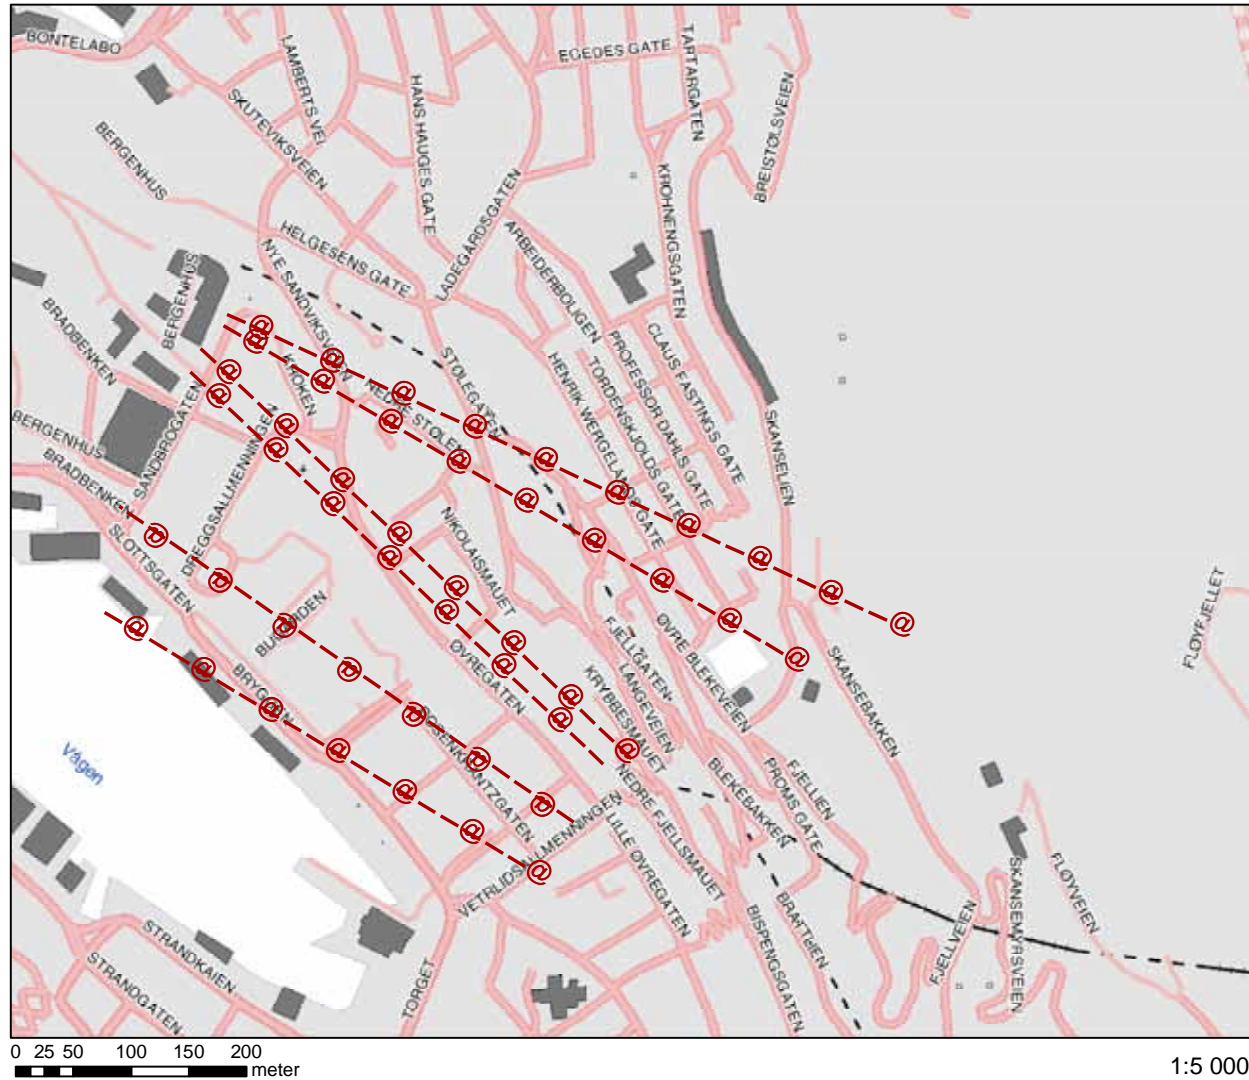 BONTELABO
LAMBERTS VEI
EGEDES GATE
TARTARGATEN
HANS HAUGES GATE
SKUTEVIKSVEIEN
BREISTØLSVEIEN
BERGENHUS
KROHNENGSGATEN
LADEGARDSGATEN
HELGESENS GATE
ARBEIDERBOLIGEN
NYE SANDVIKSVEIEN
BERGENHUS
BRADBENKEN
KROKEN
STØLEGATEN
NEDRE STØLEN
HENRIK WERGELANDS GATE
TORDENSKJOLDS GATE
PROFESSOR DAHLS GATE
CLAUS FASTINGS GATE
SKANSELIEN
BERGENHUS
BRADBENKEN
SANDBROGATEN
DREGGSALLMENNINGEN
SLOTTSGATEN
NIKOLAISMAUET
BUGARDEN
ØVREGATEN
BRYGGEN
FJELLGATEN
LANGEVEIEN
KRYBBESMAUET
ØVRE BLEKEVEIEN
SKANSEBAKKEN
FLØYFJELLET
ROSENKRANTZGATEN
Vågen
NEDRE FJELLSMAUET
BLEKEBAKKEN
PROMS GATE
FJELLIEN
VETRLIDSALLMENNINGEN
LILLE ØVREGATEN
STRANDKAIEN
STRANDGATEN
TORGET
BISPENGSGATEN
BRATTLIEN
FJELLVEIEN
SKANSEMYRSVEIEN
FLØYVEIEN
0 25 50 100 150 200
meter
1:5 000